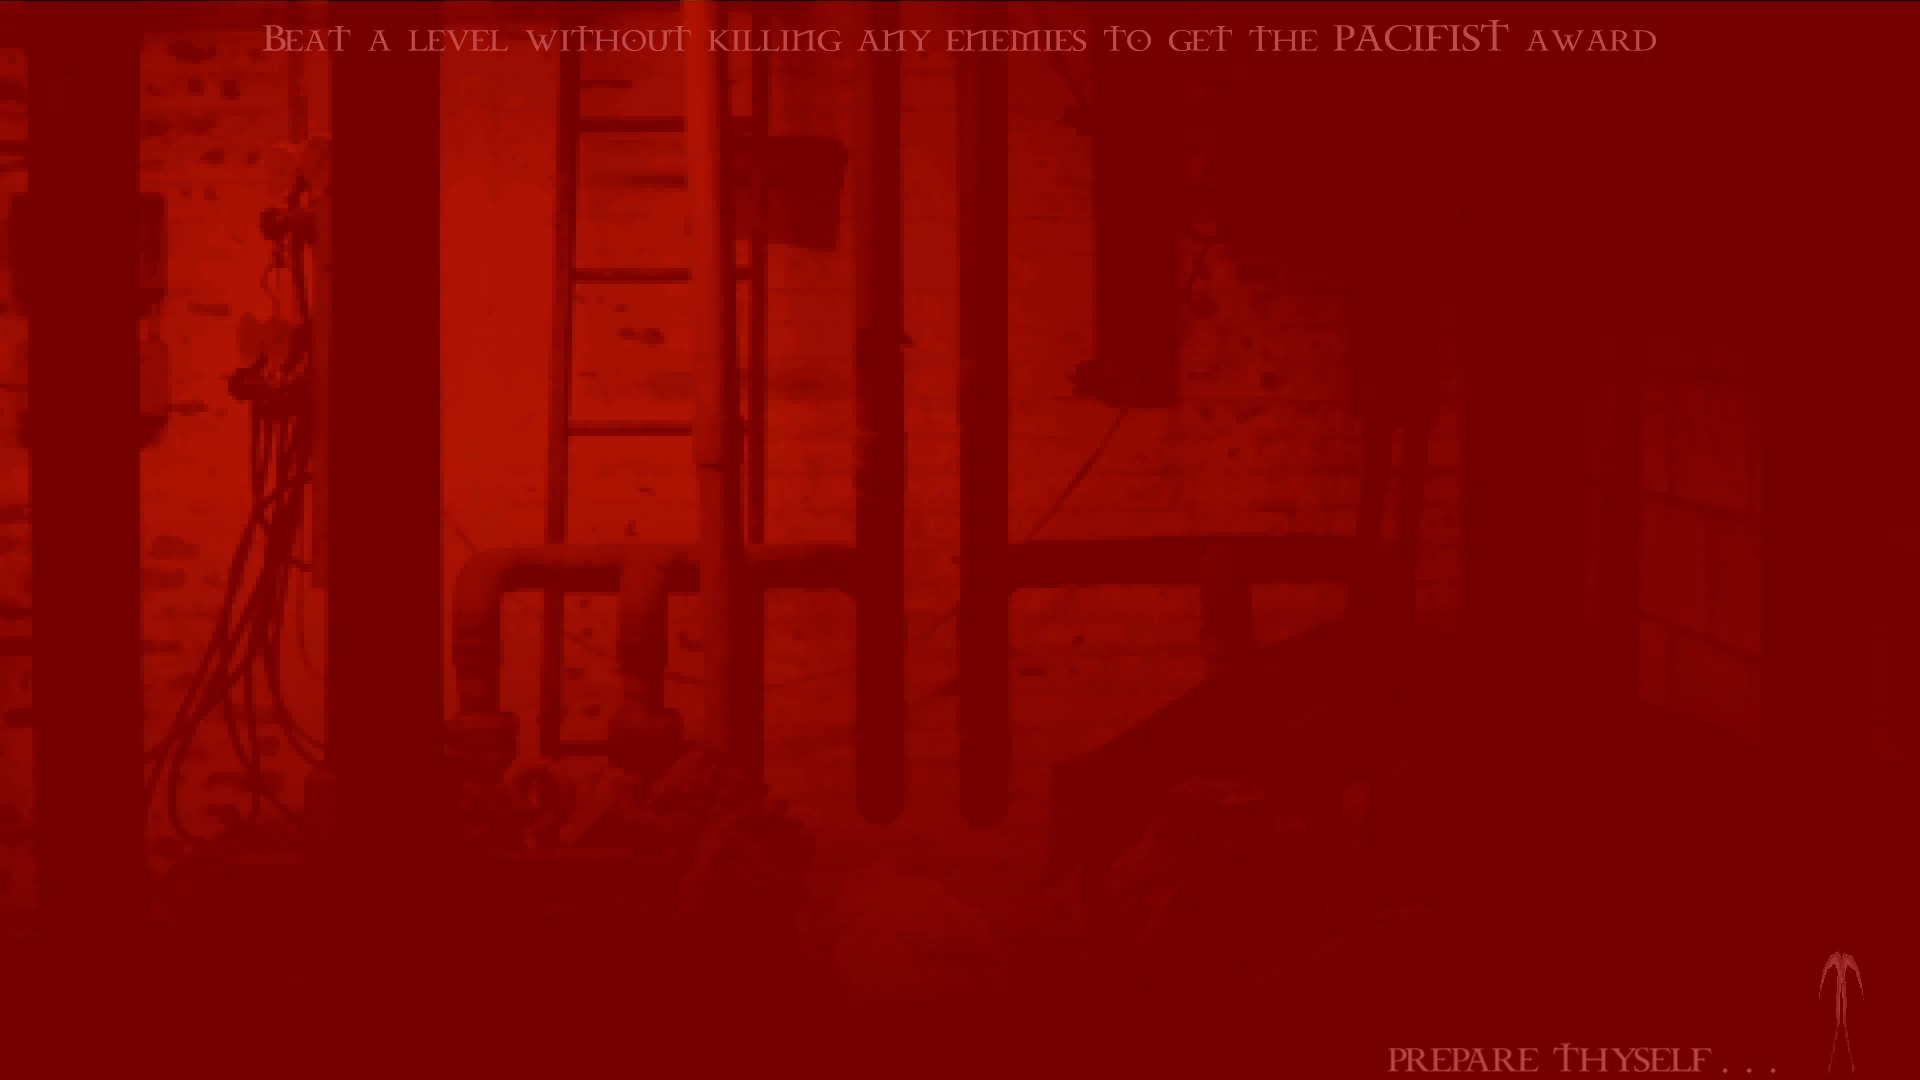 Beat a level without killing any enemies to get the PACIFIST award
PREPARE THYSELF . . .